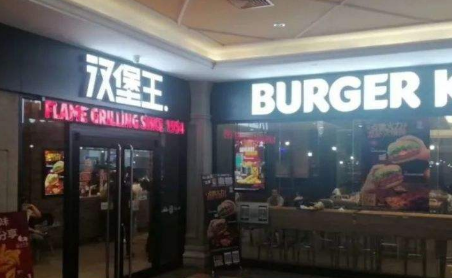 汉堡王
FLAME GRILLING SINCE 1954
BURGER K